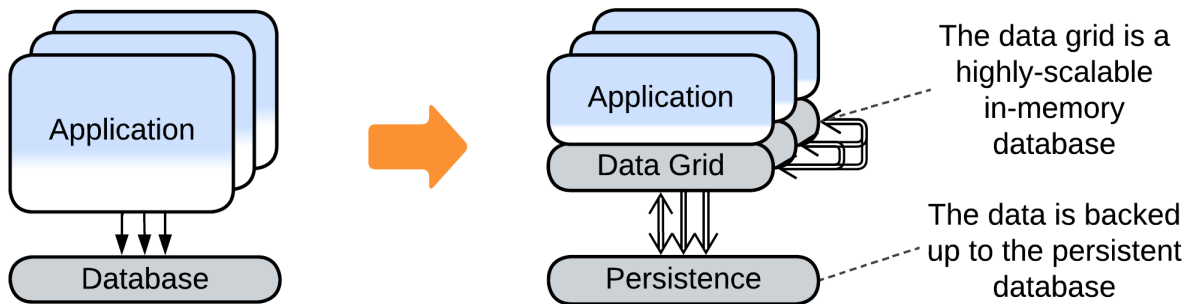 Application
Database
Application
Data Grid
Persistence
The data grid is a
highly-scalable
in-memory
database
The data is backed
up to the persistent
database